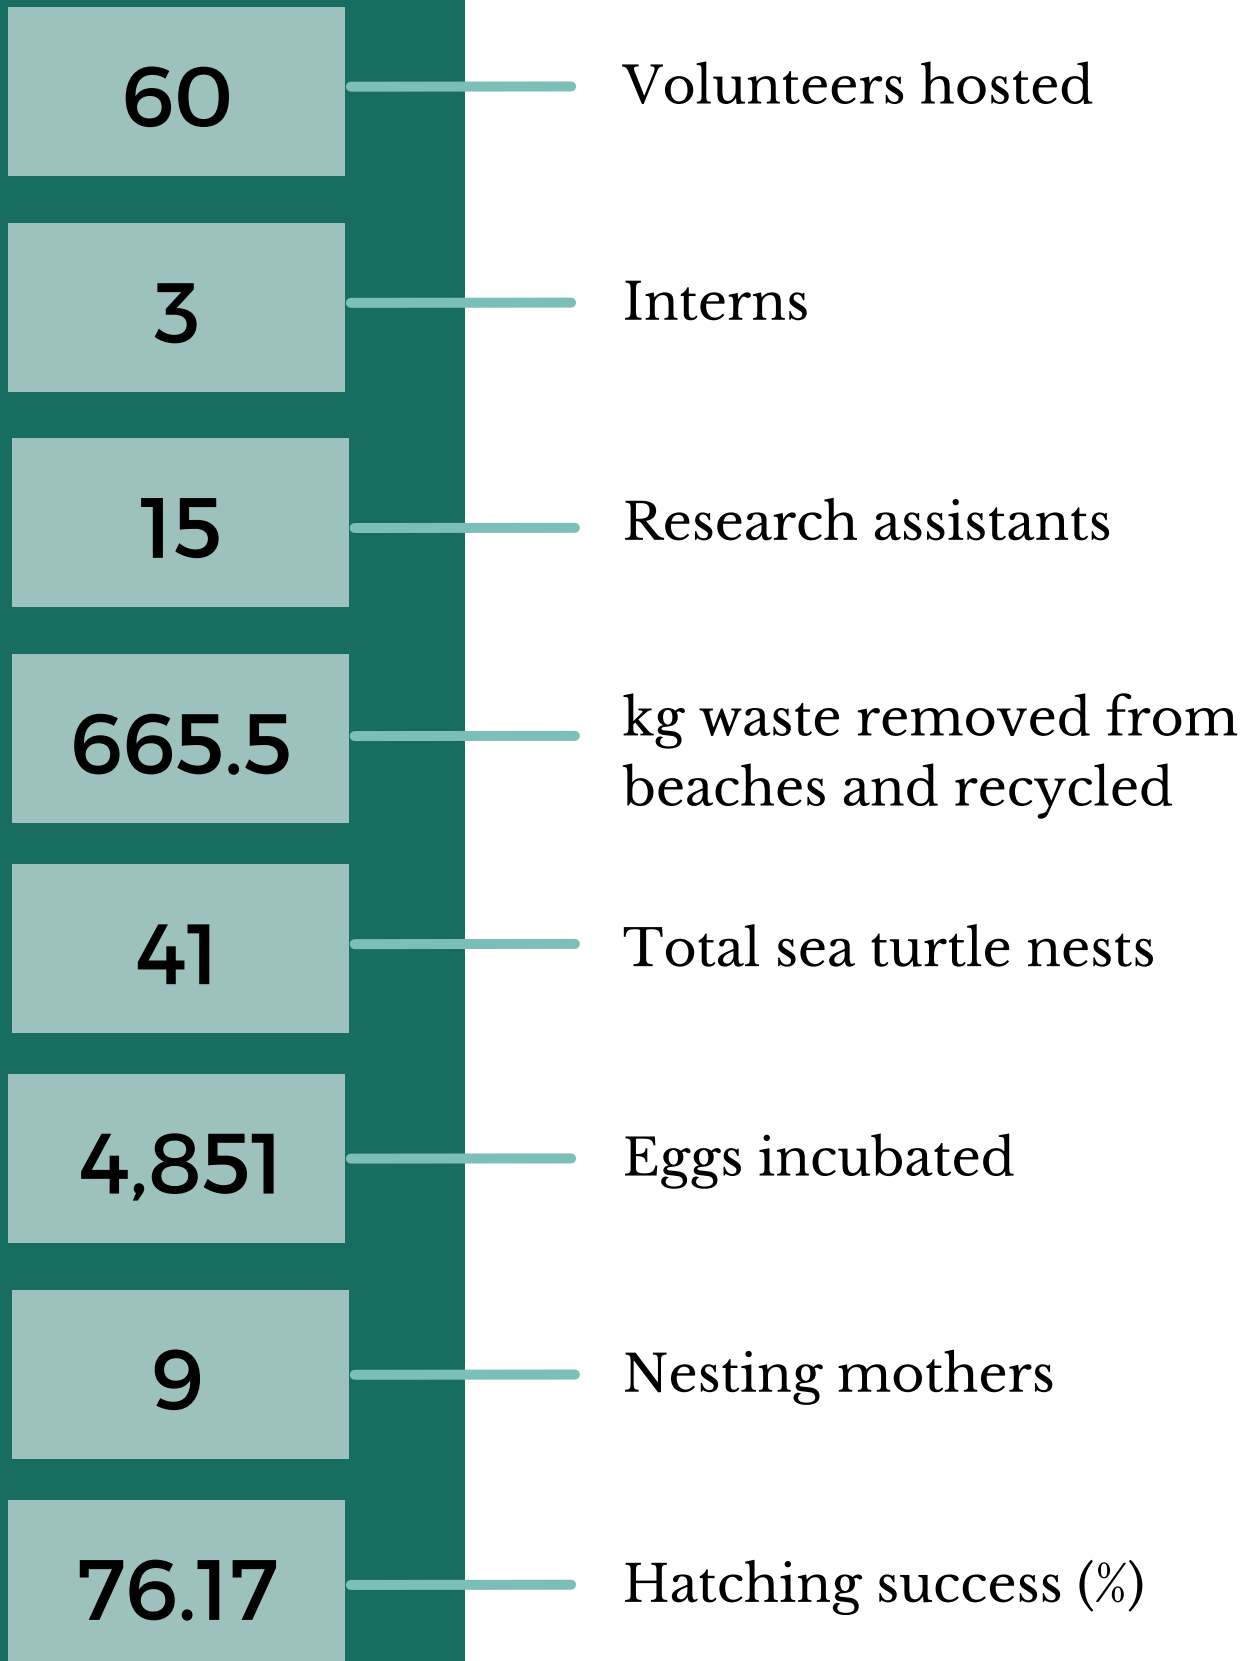 60
Volunteers hosted
3
Interns
15
Research assistants
665.5
kg waste removed from
beaches and recycled
41
Total sea turtle nests
4,851
Eggs incubated
9
Nesting mothers
76.17
Hatching success (%)